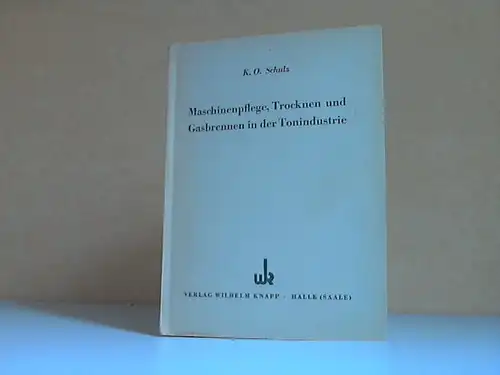 K. O. Schulz
Maschinenpflege, Trocknen und
Gasbrennen in der Tonindustrie
wk
VERLAG WILHELM KNAPP · HALLE (SAALE)